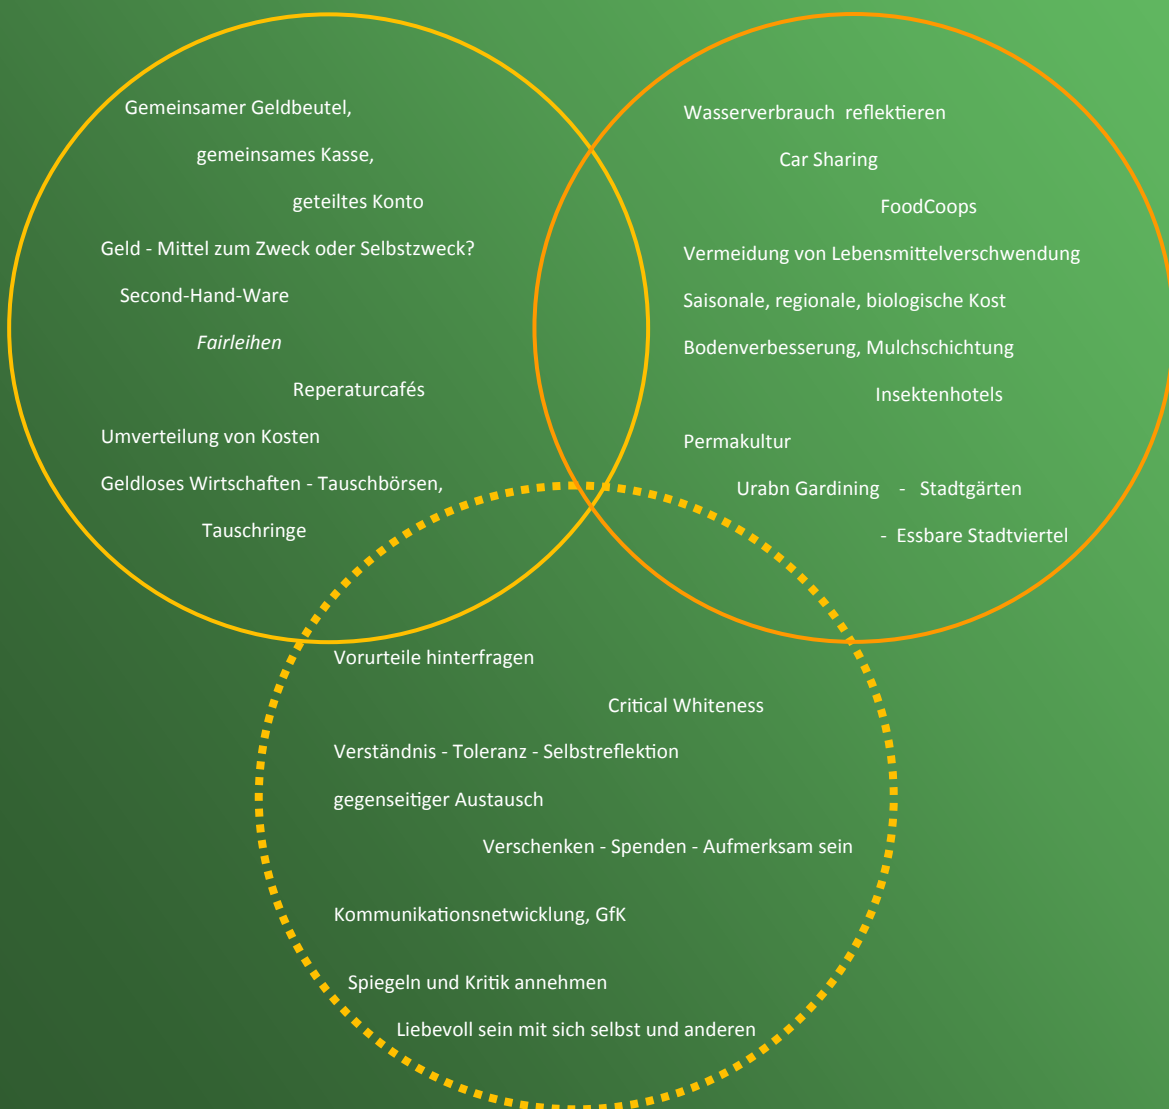 Gemeinsamer Geldbeutel,
gemeinsames Kasse,
geteiltes Konto
Geld - Mittel zum Zweck oder Selbstzweck?
Second-Hand-Ware
Fairleihen
Reperaturcafés
Umverteilung von Kosten
Geldloses Wirtschaften - Tauschbörsen,
Tauschringe
Wasserverbrauch reflektieren
Car Sharing
FoodCoops
Vermeidung von Lebensmittelverschwendung
Saisonale, regionale, biologische Kost
Bodenverbesserung, Mulchschichtung
Insektenhotels
Permakultur
Urabn Gardining - Stadtgärten
- Essbare Stadtviertel
Vorurteile hinterfragen
Critical Whiteness
Verständnis - Toleranz - Selbstreflektion
gegenseitiger Austausch
Verschenken - Spenden - Aufmerksam sein
Kommunikationsnetwicklung, GfK
Spiegeln und Kritik annehmen
Liebevoll sein mit sich selbst und anderen